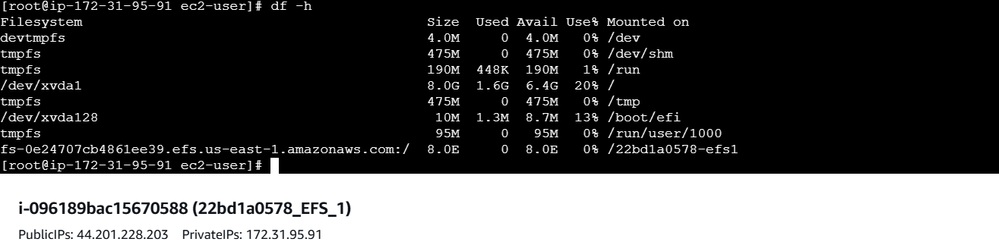 [root@ip-172-31-95-91 ec2-user]# df -h
Filesystem Size Used Avail Use% Mounted on
devtmpfs 4.0M 0 4.0M 0% /dev
tmpfs 475M 0 475M 0% /dev/shm
tmpfs 190M 448K 190M 1% /run
/dev/xvda1 8.0G 1.6G 6.4G 20% /
tmpfs 475M 0 475M 0% /tmp
/dev/xvda128 10M 1.3M 8.7M 13% /boot/efi
tmpfs 95M 0 95M 0% /run/user/1000
fs-0e24707cb4861ee39.efs.us-east-1.amazonaws.com:/ 8.0E 0 8.0E 0% /22bd1a0578-efs1
[root@ip-172-31-95-91 ec2-user]#
i-096189bac15670588 (22bd1a0578_EFS_1)
PublicIPs: 44.201.228.203 PrivateIPs: 172.31.95.91